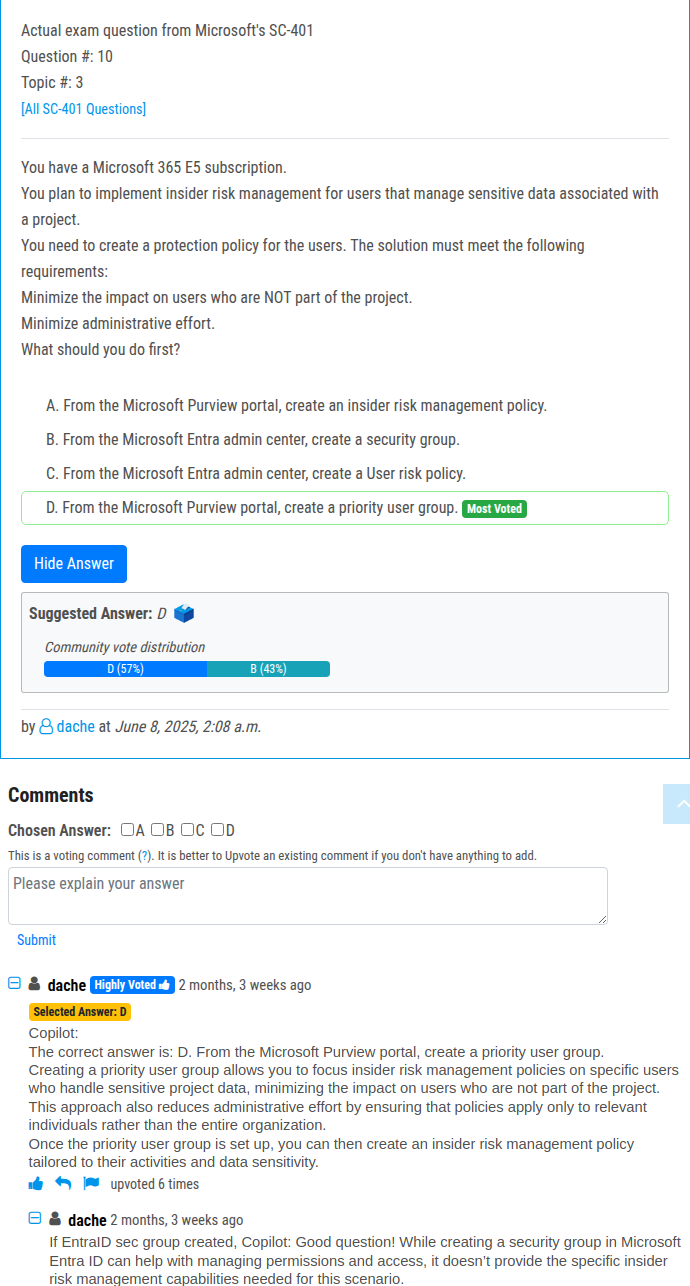 Actual exam question from Microsoft's SC-401
Question #: 10
Topic #: 3
[All SC-401 Questions]
You have a Microsoft 365 E5 subscription.
You plan to implement insider risk management for users that manage sensitive data associated with
a project.
You need to create a protection policy for the users. The solution must meet the following
requirements:
Minimize the impact on users who are NOT part of the project.
Minimize administrative effort.
What should you do first?
A. From the Microsoft Purview portal, create an insider risk management policy.
B. From the Microsoft Entra admin center, create a security group.
C. From the Microsoft Entra admin center, create a User risk policy.
D. From the Microsoft Purview portal, create a priority user group. Most Voted
Hide Answer
Suggested Answer: D
Community vote distribution
D (57%) B (43%)
by dache at June 8, 2025, 2:08 a.m.
Comments
Chosen Answer: A B C D
This is a voting comment (?). It is better to Upvote an existing comment if you don't have anything to add.
Please explain your answer
Submit
dache Highly Voted 2 months, 3 weeks ago
Selected Answer: D
Copilot:
The correct answer is: D. From the Microsoft Purview portal, create a priority user group.
Creating a priority user group allows you to focus insider risk management policies on specific users
who handle sensitive project data, minimizing the impact on users who are not part of the project.
This approach also reduces administrative effort by ensuring that policies apply only to relevant
individuals rather than the entire organization.
Once the priority user group is set up, you can then create an insider risk management policy
tailored to their activities and data sensitivity.
upvoted 6 times
dache 2 months, 3 weeks ago
If EntraID sec group created, Copilot: Good question! While creating a security group in Microsoft
Entra ID can help with managing permissions and access, it doesn't provide the specific insider
risk management capabilities needed for this scenario.